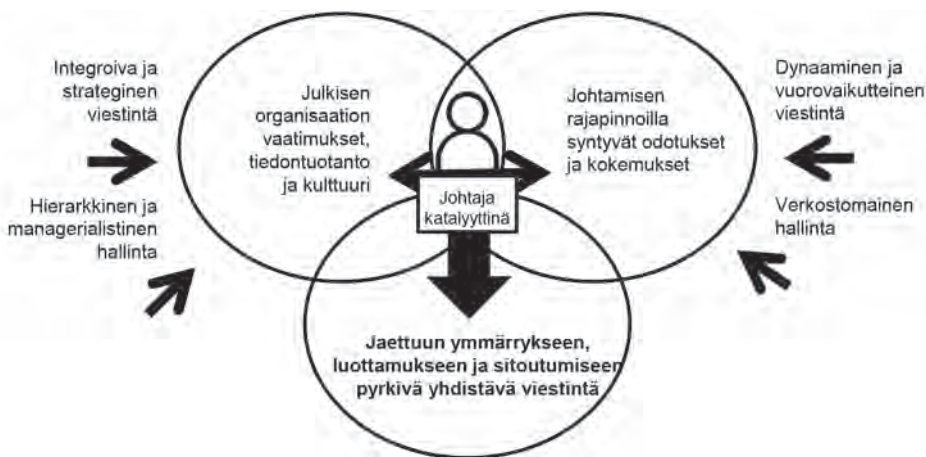 Integroiva ja
strateginen
viestintä
Hierarkkinen ja
managerialistinen
hallinta
Julkisen
organisaation
vaatimukset,
tiedontuotanto
ja kulttuuri
Johtaja
katalyyttinä
Johtamisen
rajapinnoilla
syntyvät odotukset
ja kokemukset
Dynaaminen ja
vuorovaikutteinen
viestintä
Verkostomainen
hallinta
Jaettuun ymmärrykseen,
luottamukseen ja sitoutumiseen
pyrkivä yhdistävä viestintä